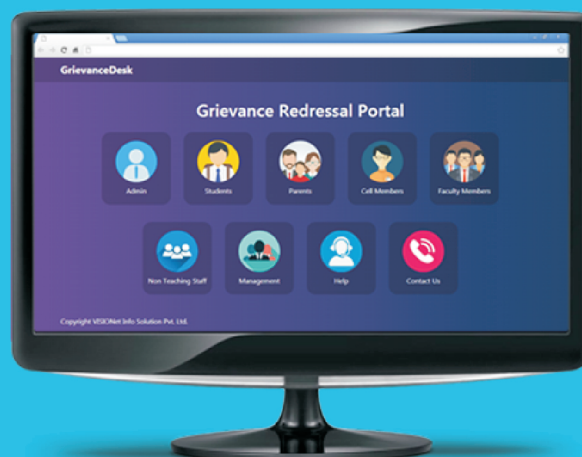 GrievanceDesk
Grievance Redressal Portal
Admin
Students
Parents
Cell Members
Faculty Members
Non Teaching Staff
Management
Help
Contact Us
Copyright VISIONet Info Solution Pvt. Ltd.